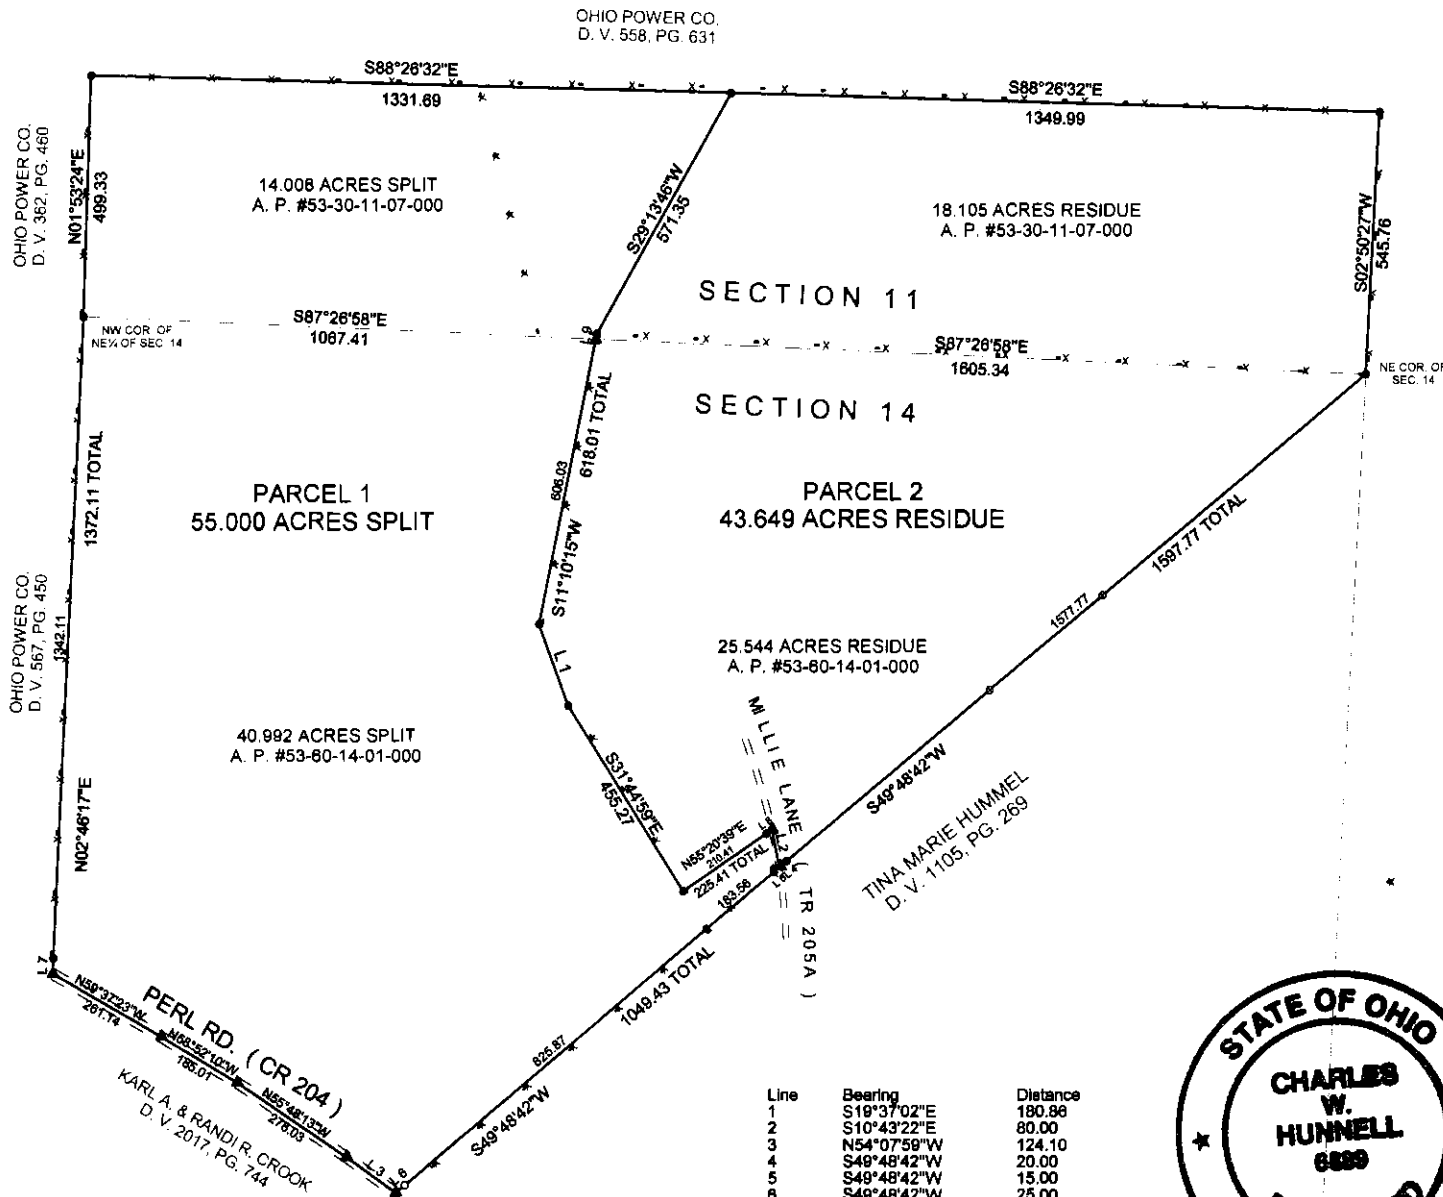 OHIO POWER CO.
D. V. 558, PG. 631
S88°26'32"E
1331.69
S88°26'32"E
1349.99
OHIO POWER CO.
D. V. 362, PG. 460
N01°53'24"E
499.33
14.008 ACRES SPLIT
A. P. #53-30-11-07-000
S29°13'46"W
571.35
18.105 ACRES RESIDUE
A. P. #53-30-11-07-000
S02°50'27"W
545.76
SECTION 11
NW COR. OF
NE¼ OF SEC. 14
S87°26'58"E
1067.41
S87°26'58"E
1605.34
NE COR. OF
SEC. 14
SECTION 14
1372.11 TOTAL
1342.11
PARCEL 1
55.000 ACRES SPLIT
606.03
618.01 TOTAL
S11°10'15"W
PARCEL 2
43.649 ACRES RESIDUE
1597.77 TOTAL
1577.77
OHIO POWER CO.
D. V. 567, PG. 450
L 1
25.544 ACRES RESIDUE
A. P. #53-60-14-01-000
40.992 ACRES SPLIT
A. P. #53-60-14-01-000
N02°46'17"E
S31°44'59"E
455.27
MILLIE LANE ( TR 205A )
S49°48'42"W
TINA MARIE HUMMEL
D. V. 1105, PG. 269
N55°20'39"E
210.41
225.41 TOTAL
L 2
183.56
1049.43 TOTAL
825.87
S49°48'42"W
L 7
N59°37'23"W
261.14
PERL RD. ( CR 204 )
N58°52'10"W
185.01
N55°48'13"W
276.03
L 3
L 6
KARL A. & RANDI R. CROOK
D. V. 2017, PG. 744
Line Bearing Distance
1 S19°37'02"E 180.86
2 S10°43'22"E 80.00
3 N54°07'59"W 124.10
4 S49°48'42"W 20.00
5 S49°48'42"W 15.00
6 S49°48'42"W 25.00
STATE OF OHIO
CHARLES
W.
HUNNELL
6899